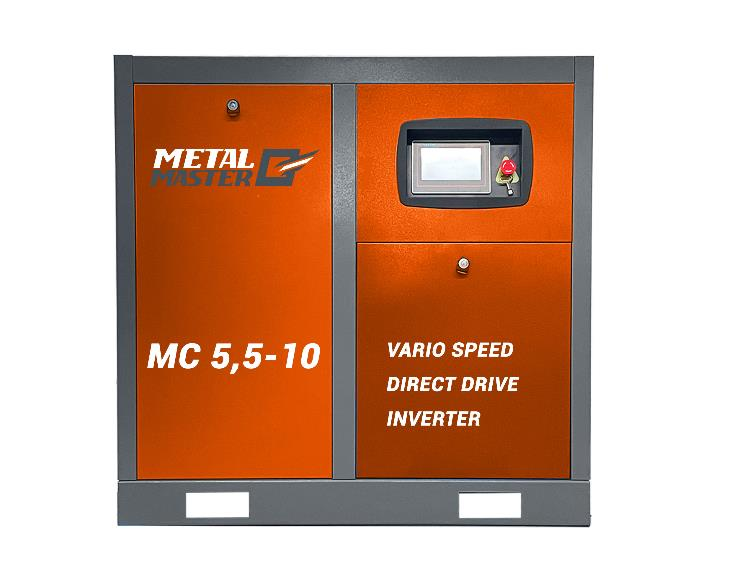 METAL
MASTER
MC 5,5-10
VARIO SPEED
DIRECT DRIVE
INVERTER